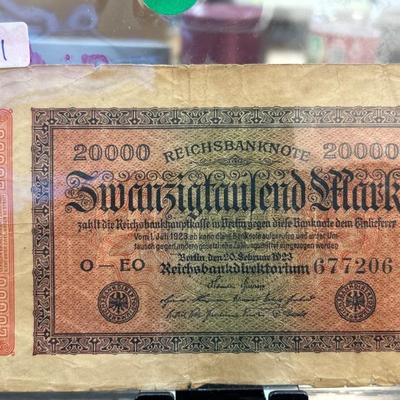 20000 REICHSBANKNOTE 20000
Zwanzigtausend Mark
zahlt die Reichsbankhauptkasse in Berlin gegen diese Banknote dem Einlieferer
Vom 1. Juli 1923 ab kann diese Banknote aufgerufen und unter Um-
tausch gegen andere gesetzliche Zahlungsmittel eingezogen werden
Berlin, den 20. Februar 1923
O—EO Reichsbankdirektorium 677206